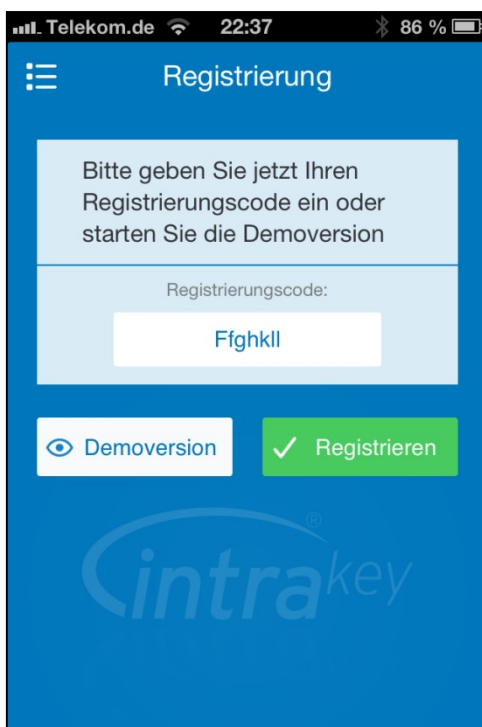 Telekom.de 22:37 86 %
Registrierung
Bitte geben Sie jetzt Ihren
Registrierungscode ein oder
starten Sie die Demoversion
Registrierungscode:
Ffghkll
Demoversion Registrieren
intrakey®